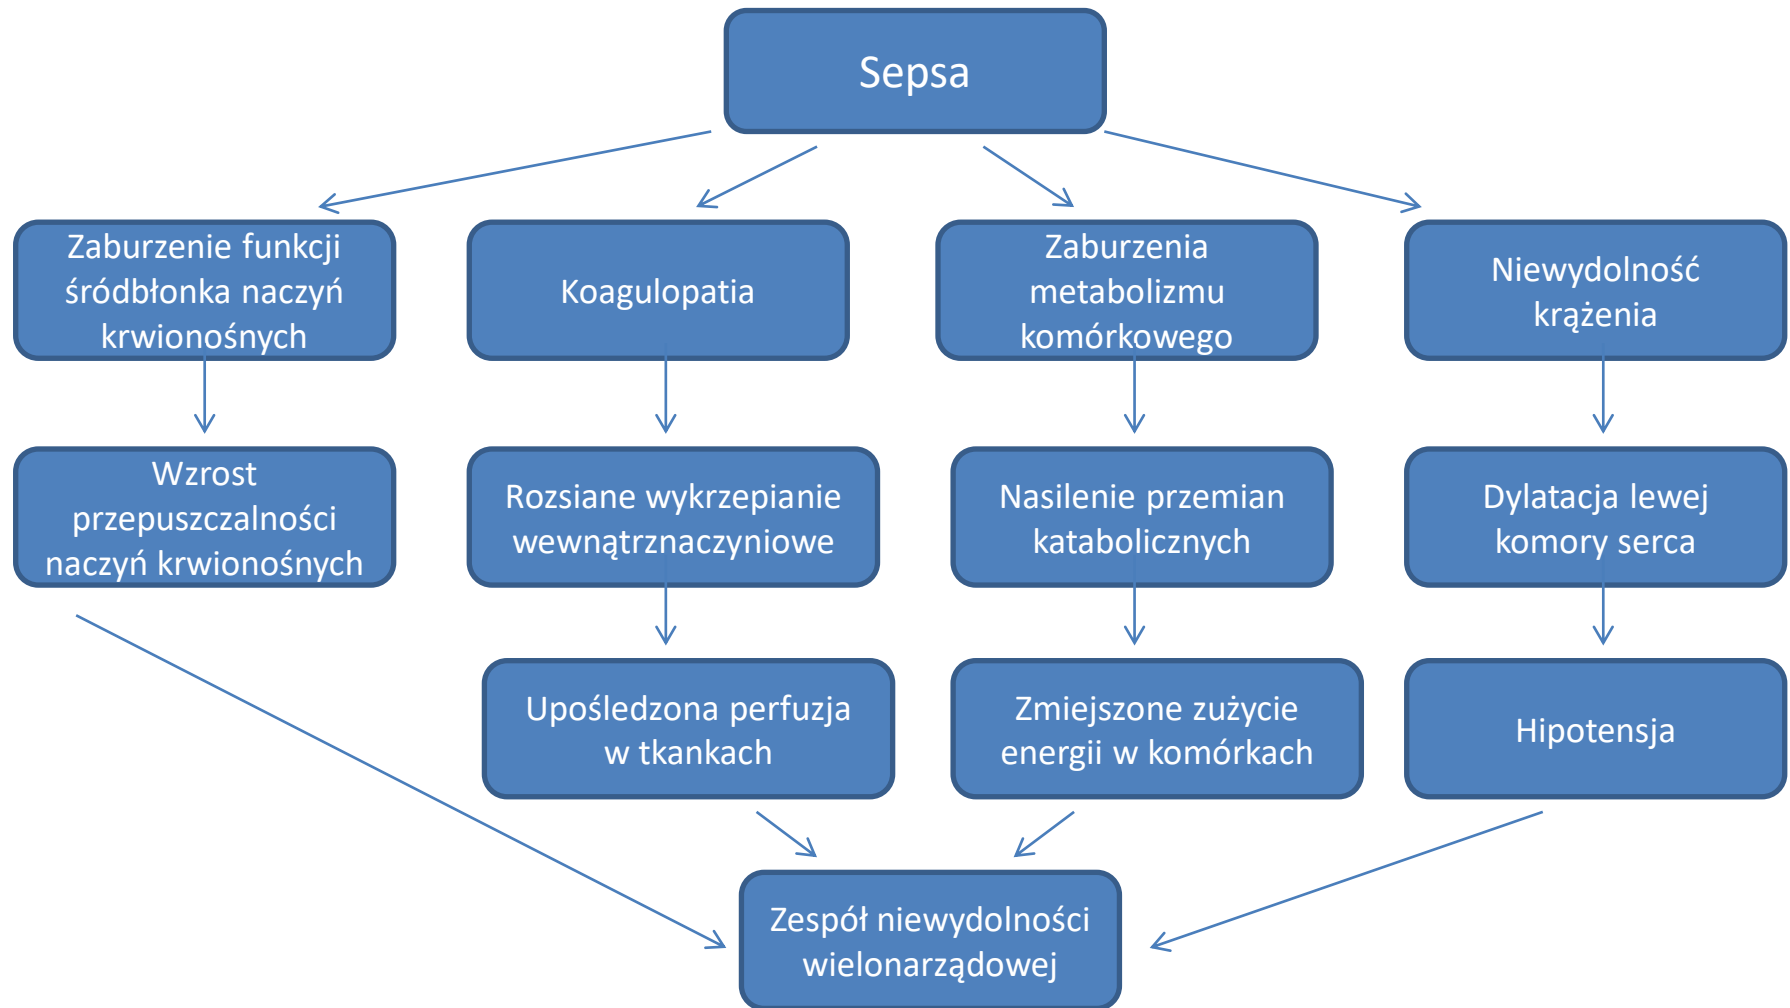 Sepsa
Zaburzenie funkcji
śródbłonka naczyń
krwionośnych
Koagulopatia
Zaburzenia
metabolizmu
komórkowego
Niewydolność
krążenia
Wzrost
przepuszczalności
naczyń krwionośnych
Rozsiane wykrzepianie
wewnątrznaczyniowe
Nasilenie przemian
katabolicznych
Dylatacja lewej
komory serca
Upośledzona perfuzja
w tkankach
Zmiejszone zużycie
energii w komórkach
Hipotensja
Zespół niewydolności
wielonarządowej